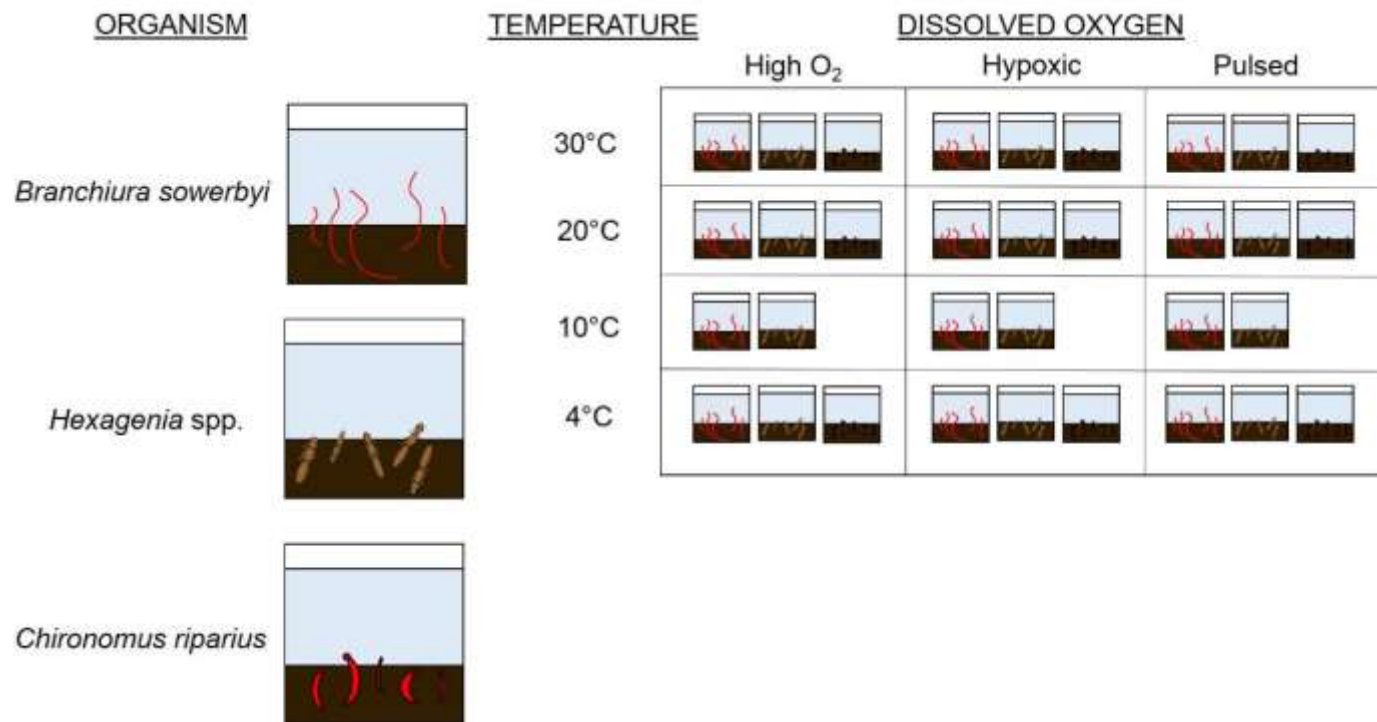 ORGANISM
TEMPERATURE
DISSOLVED OXYGEN
High O₂
Hypoxic
Pulsed
Branchiura sowerbyi
30°C
20°C
10°C
Hexagenia spp.
4°C
Chironomus riparius